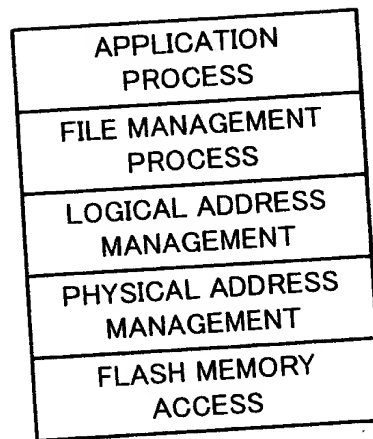 APPLICATION
PROCESS
FILE MANAGEMENT
PROCESS
LOGICAL ADDRESS
MANAGEMENT
PHYSICAL ADDRESS
MANAGEMENT
FLASH MEMORY
ACCESS